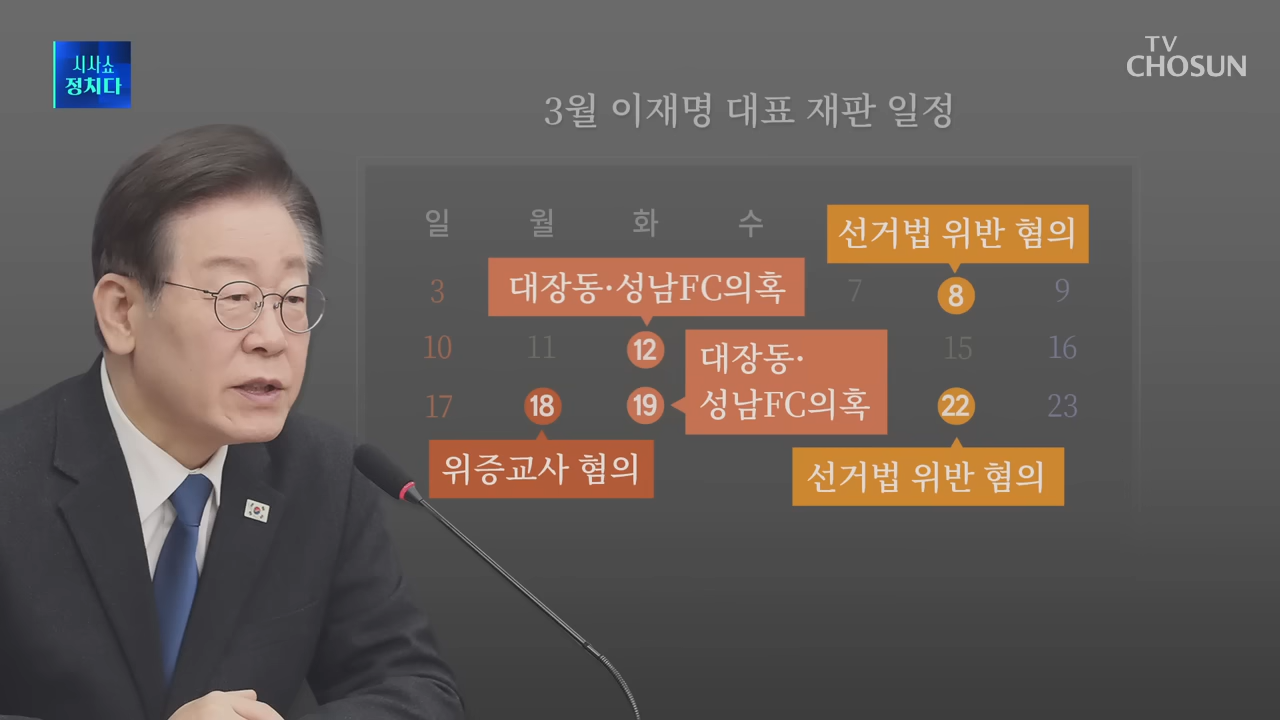 시사쇼
정치다
TV
CHOSUN
3월 이재명 대표 재판 일정
일 월 화 수
선거법 위반 혐의
대장동·성남FC의혹
3 7 8 9
10 11 12 15 16
대장동·
성남FC의혹
17 18 19 22 23
위증교사 혐의
선거법 위반 혐의